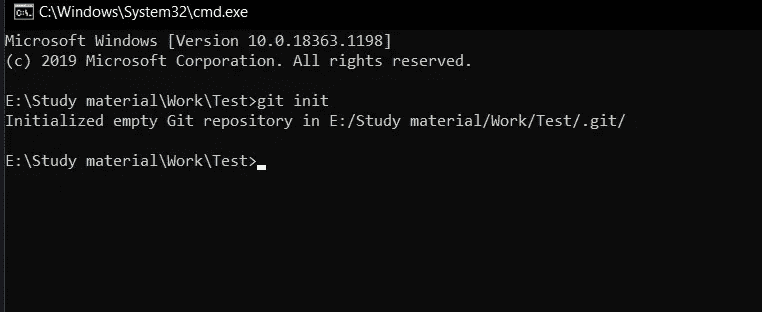 C:\Windows\System32\cmd.exe
Microsoft Windows [Version 10.0.18363.1198]
(c) 2019 Microsoft Corporation. All rights reserved.
E:\Study material\Work\Test>git init
Initialized empty Git repository in E:/Study material/Work/Test/.git/
E:\Study material\Work\Test>